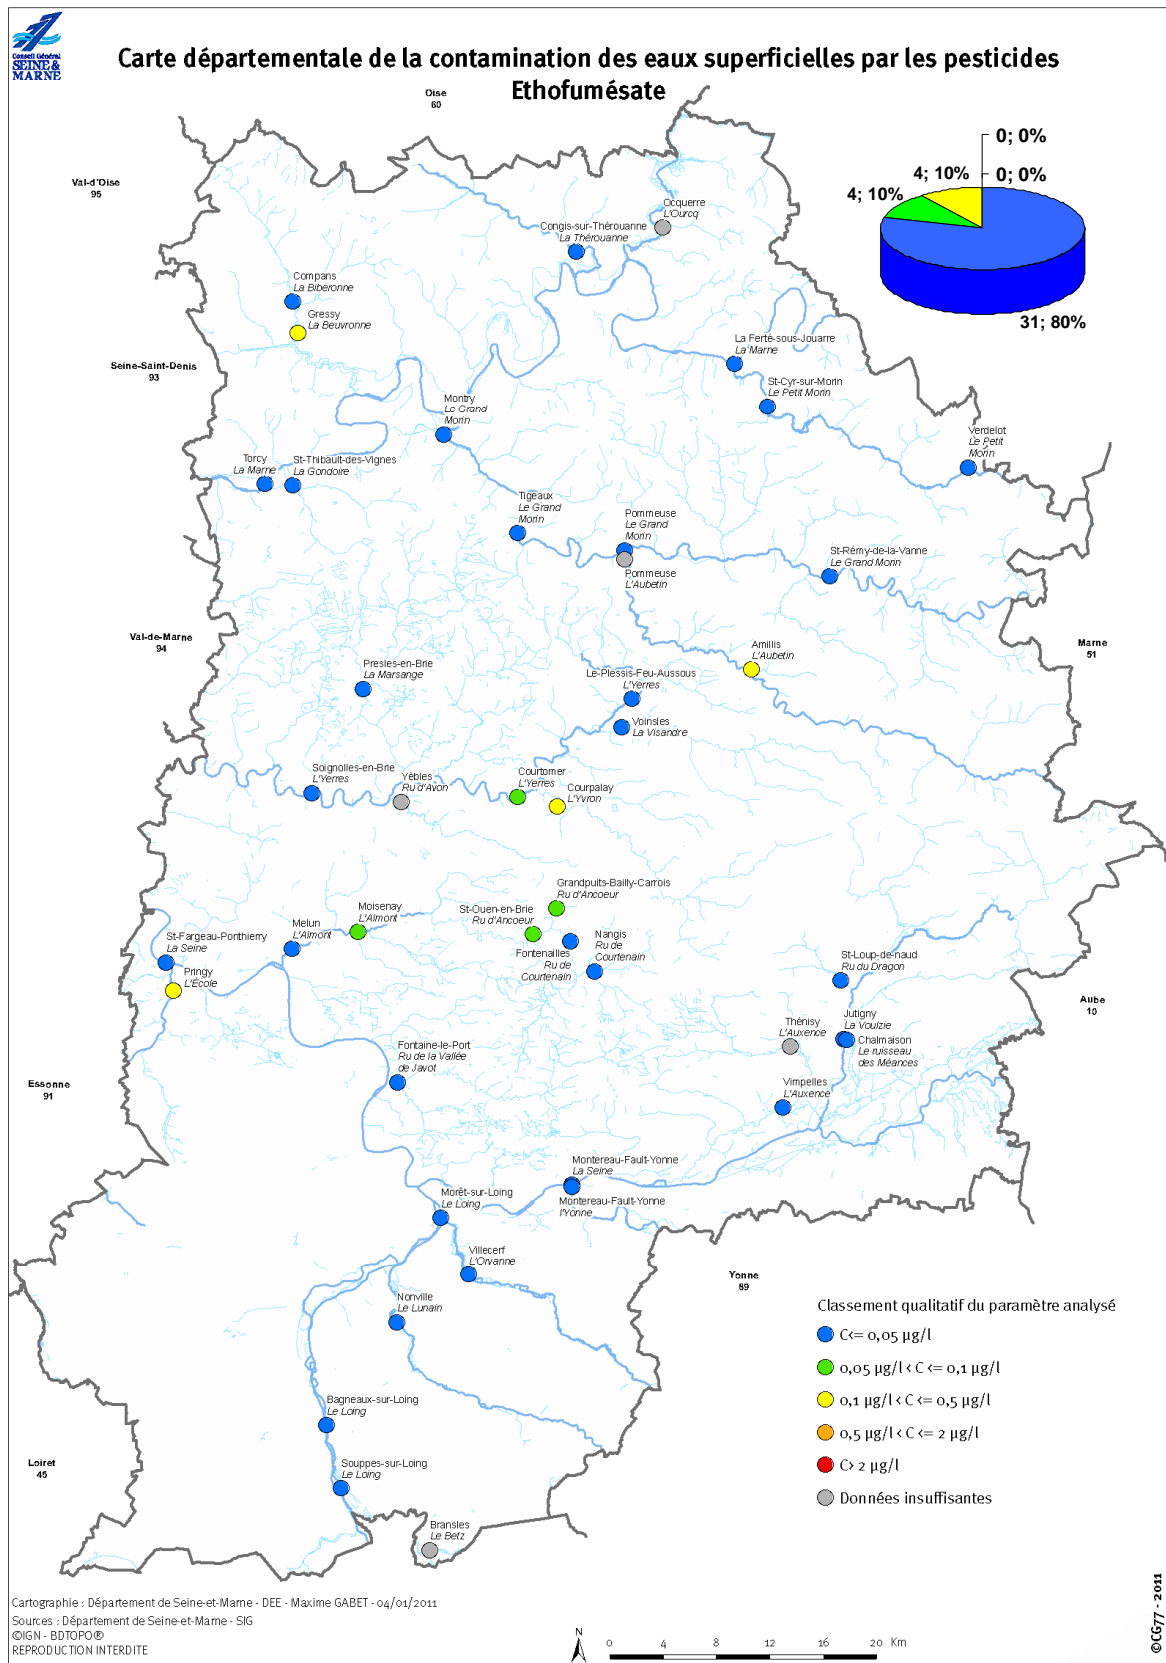 Conseil Général
SEINE &
MARNE
Carte départementale de la contamination des eaux superficielles par les pesticides
Ethofumésate
Oise
60
Val-d'Oise
95
0; 0%
4; 10%
0; 0%
4; 10%
31; 80%
Ocquerre
L'Ourcq
Congis-sur-Thérouanne
La Thérouanne
Compans
La Biberonne
Gressy
La Beuvronne
Seine-Saint-Denis
93
La Ferté-sous-Jouarre
La Marne
St-Cyr-sur-Morin
Le Petit Morin
Montry
Le Grand
Morin
Verdelot
Le Petit
Morin
Torcy
La Marne
St-Thibault-des-Vignes
La Gondoire
Tigeaux
Le Grand
Morin
Pommeuse
Le Grand
Morin
Pommeuse
L'Aubetin
St-Rémy-de-la-Vanne
Le Grand Morin
Val-de-Marne
94
Marne
51
Amillis
L'Aubetin
Presles-en-Brie
La Marsange
Le-Plessis-Feu-Aussous
L'Yerres
Voinsles
La Visandre
Soignolles-en-Brie
L'Yerres
Yèbles
Ru d'Avon
Courtomer
L'Yerres
Courpalay
L'Yvron
Grandpuits-Bailly-Carrois
Ru d'Ancoeur
Moisenay
L'Almont
St-Ouen-en-Brie
Ru d'Ancoeur
Melun
L'Almont
St-Fargeau-Ponthierry
La Seine
Nangis
Ru de
Courtenain
Fontenailles
Ru de
Courtenain
Pringy
L'École
St-Loup-de-naud
Ru du Dragon
Aube
10
Jutigny
La Voulzie
Thénisy
L'Auxence
Chalmaison
Le ruisseau
des Méances
Fontaine-le-Port
Ru de la Vallée
de Javot
Essonne
91
Vimpelles
L'Auxence
Montereau-Fault-Yonne
La Seine
Montereau-Fault-Yonne
l'Yonne
Morêt-sur-Loing
Le Loing
Villecerf
L'Orvanne
Yonne
89
Nonville
Le Lunain
Classement qualitatif du paramètre analysé
C<= 0,05 µg/l
0,05 µg/l < C <= 0,1 µg/l
0,1 µg/l < C <= 0,5 µg/l
0,5 µg/l < C <= 2 µg/l
C> 2 µg/l
Données insuffisantes
Bagneaux-sur-Loing
Le Loing
Loiret
45
Souppes-sur-Loing
Le Loing
Bransles
Le Betz
Cartographie : Département de Seine-et-Marne - DEE - Maxime GABET - 04/01/2011
Sources : Département de Seine-et-Marne - SIG
©IGN - BDTOPO®
REPRODUCTION INTERDITE
N
0 4 8 12 16 20 Km
©CG77 - 2011